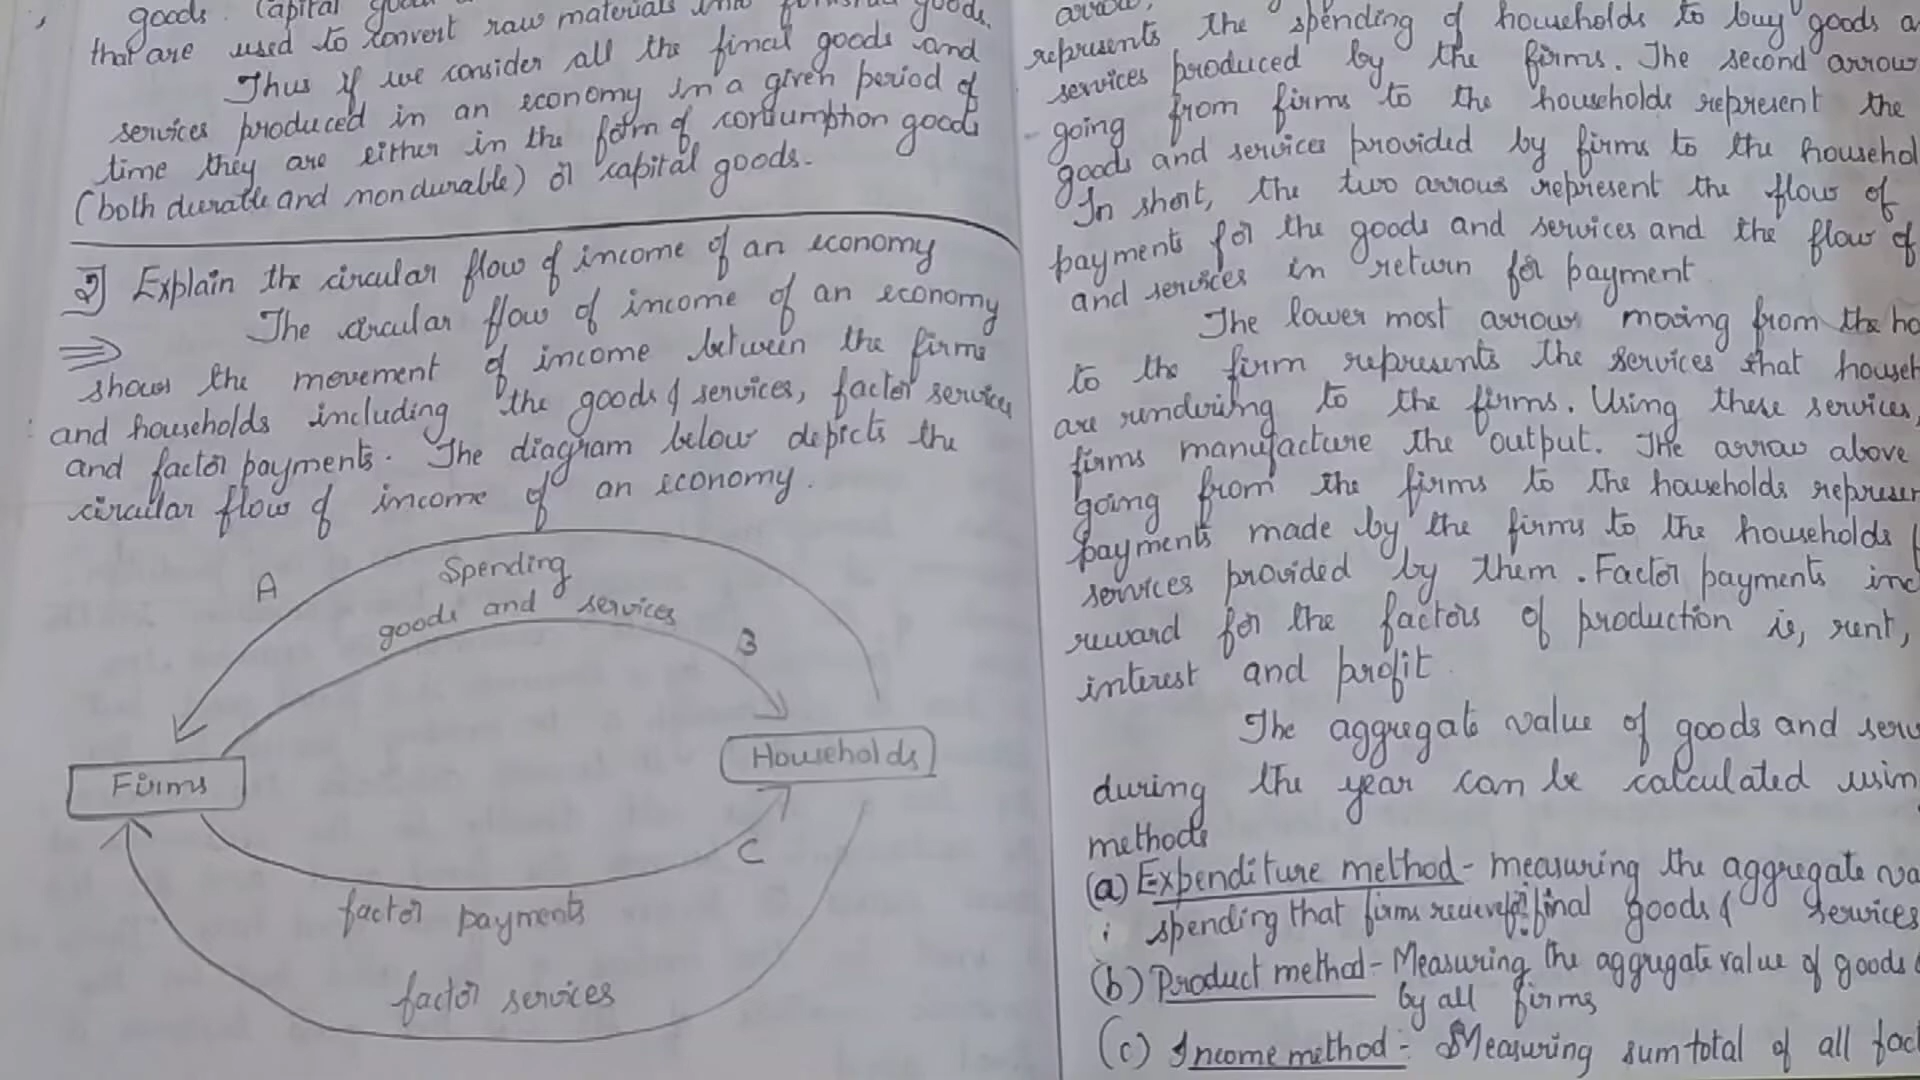 goods. Capital goods
that are used to convert raw materials into goods.
Thus if we consider all the final goods and
services produced in an economy in a given period of
time they are either in the form of consumption goods
(both durable and nondurable) or capital goods.
2] Explain the circular flow of income of an economy
The circular flow of income of an economy
⇒ shows the movement of income between the firms
and households including the goods & services, factor services
and factor payments. The diagram below depicts the
circular flow of income of an economy.
A
Spending
goods and services
B
Firms
Households
C
factor payments
factor services
arrow,
represents the spending of households to buy goods a
services produced by the firms. The second arrow
going from firms to the households represent the
goods and services provided by firms to the househol
In short, the two arrows represent the flow of
payments for the goods and services and the flow of
and services in return for payment
The lower most arrow moving from the ho
to the firm represents the services that househ
are rendering to the firms. Using these services,
firms manufacture the output. The arrow above
going from the firms to the households represen
payments made by the firms to the households
services provided by them. Factor payments inc
reward for the factors of production ie, rent,
interest and profit
The aggregate value of goods and serv
during the year can be calculated usin
methods
(a) Expenditure method - measuring the aggregate va
spending that firms recieve for final goods & services
(b) Product method - Measuring the aggregate value of goods
by all firms
(c) Income method :- Measuring sumtotal of all fac